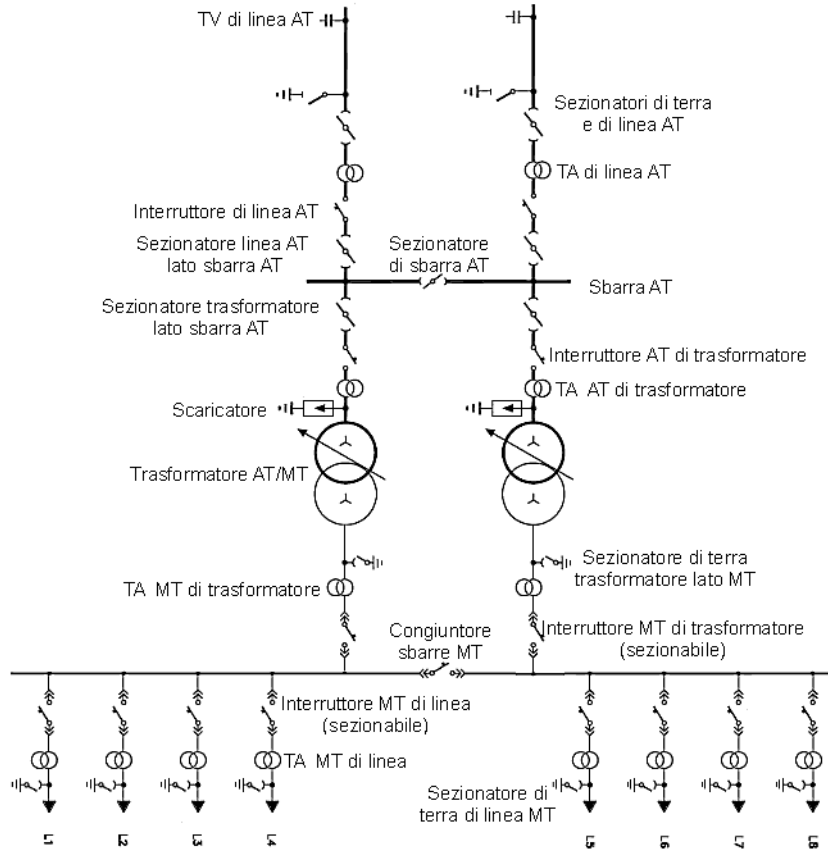 TV di linea AT
Sezionatori di terra
e di linea AT
TA di linea AT
Interruttore di linea AT
Sezionatore linea AT
lato sbarra AT
Sezionatore
di sbarra AT
Sbarra AT
Sezionatore trasformatore
lato sbarra AT
Interruttore AT di trasformatore
TA AT di trasformatore
Scaricatore
Trasformatore AT/MT
Sezionatore di terra
trasformatore lato MT
TA MT di trasformatore
Congiuntore
sbarre MT
Interruttore MT di trasformatore
(sezionabile)
Interruttore MT di linea
(sezionabile)
TA MT di linea
Sezionatore di
terra di linea MT
L1
L2
L3
L4
L5
L6
L7
L8